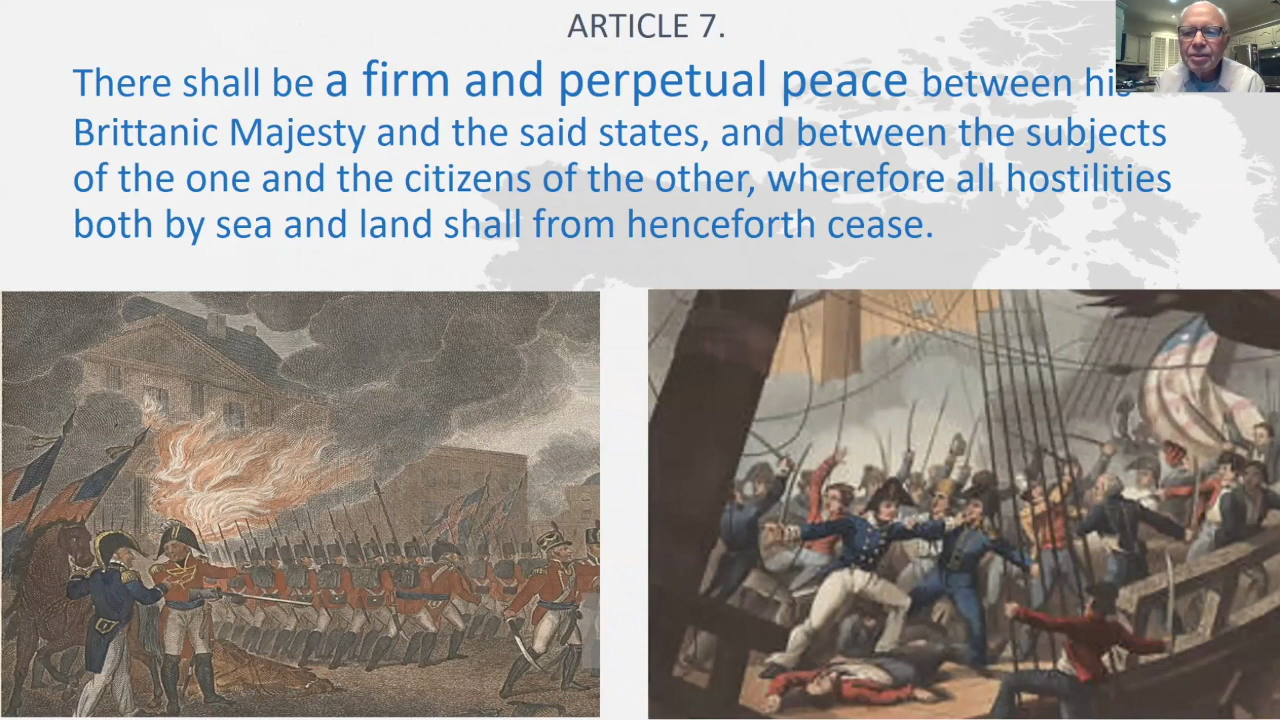 ARTICLE 7.
There shall be a firm and perpetual peace between his
Brittanic Majesty and the said states, and between the subjects
of the one and the citizens of the other, wherefore all hostilities
both by sea and land shall from henceforth cease.